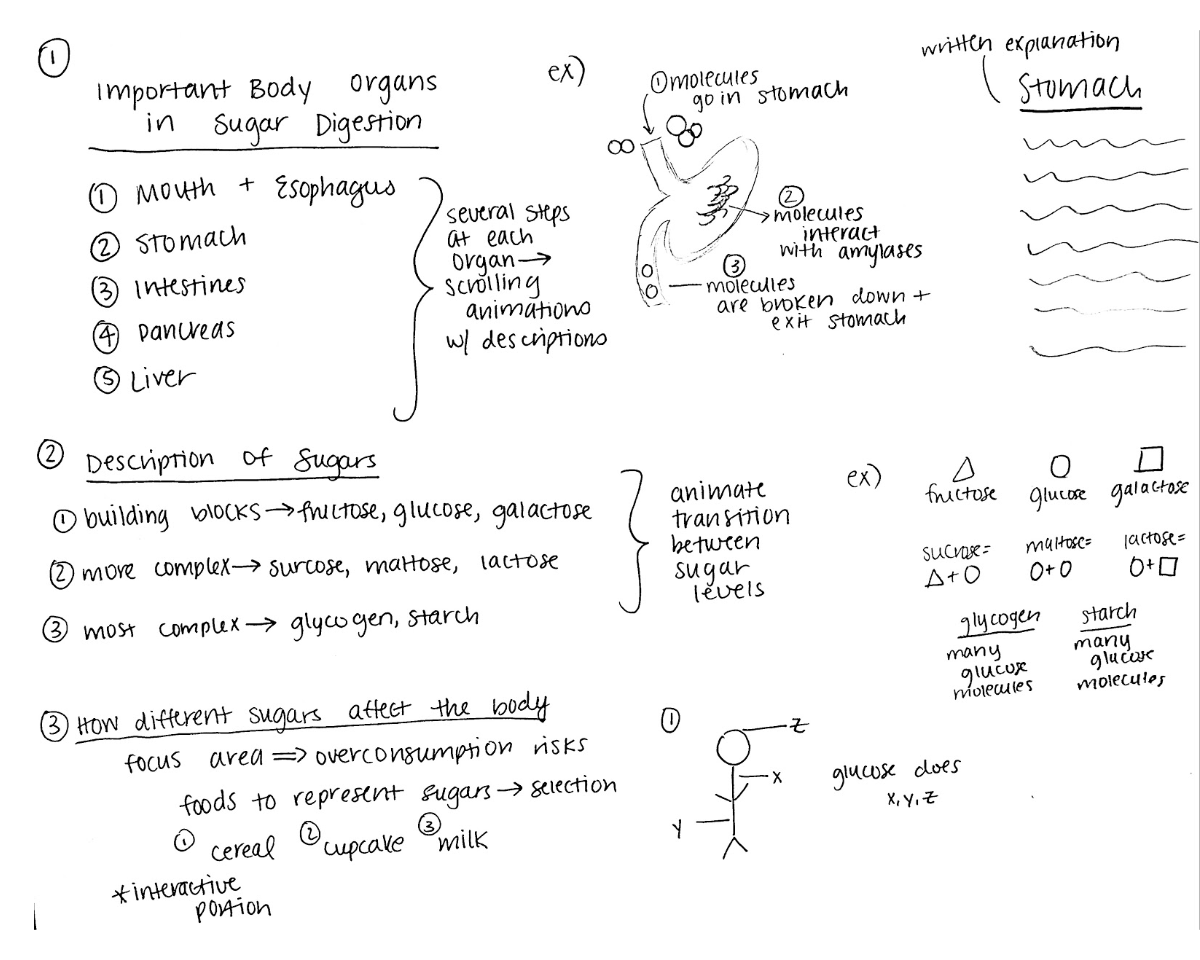 ①
Important Body Organs
in Sugar Digestion
① Mouth + Esophagus
② Stomach
③ Intestines
④ Pancreas
⑤ Liver
several steps
at each
organ →
scrolling
animations
w/ descriptions
ex)
① molecules
go in stomach
② molecules
interact
with amylases
③ molecules
are broken down +
exit stomach
written explanation
Stomach
② Description of Sugars
① building blocks → fructose, glucose, galactose
② more complex → surcose, maltose, lactose
③ most complex → glycogen, starch
animate
transition
between
sugar
levels
ex)
△ ○ □
fructose glucose galactose
sucrose= maltose= lactose=
△+○ ○+○ ○+□
glycogen starch
many many
glucose glucose
molecules molecules
③ How different sugars affect the body
focus area ⇒ overconsumption risks
foods to represent sugars → selection
① cereal ② cupcake ③ milk
*interactive
portion
①
z
x
y
glucose does
x, y, z